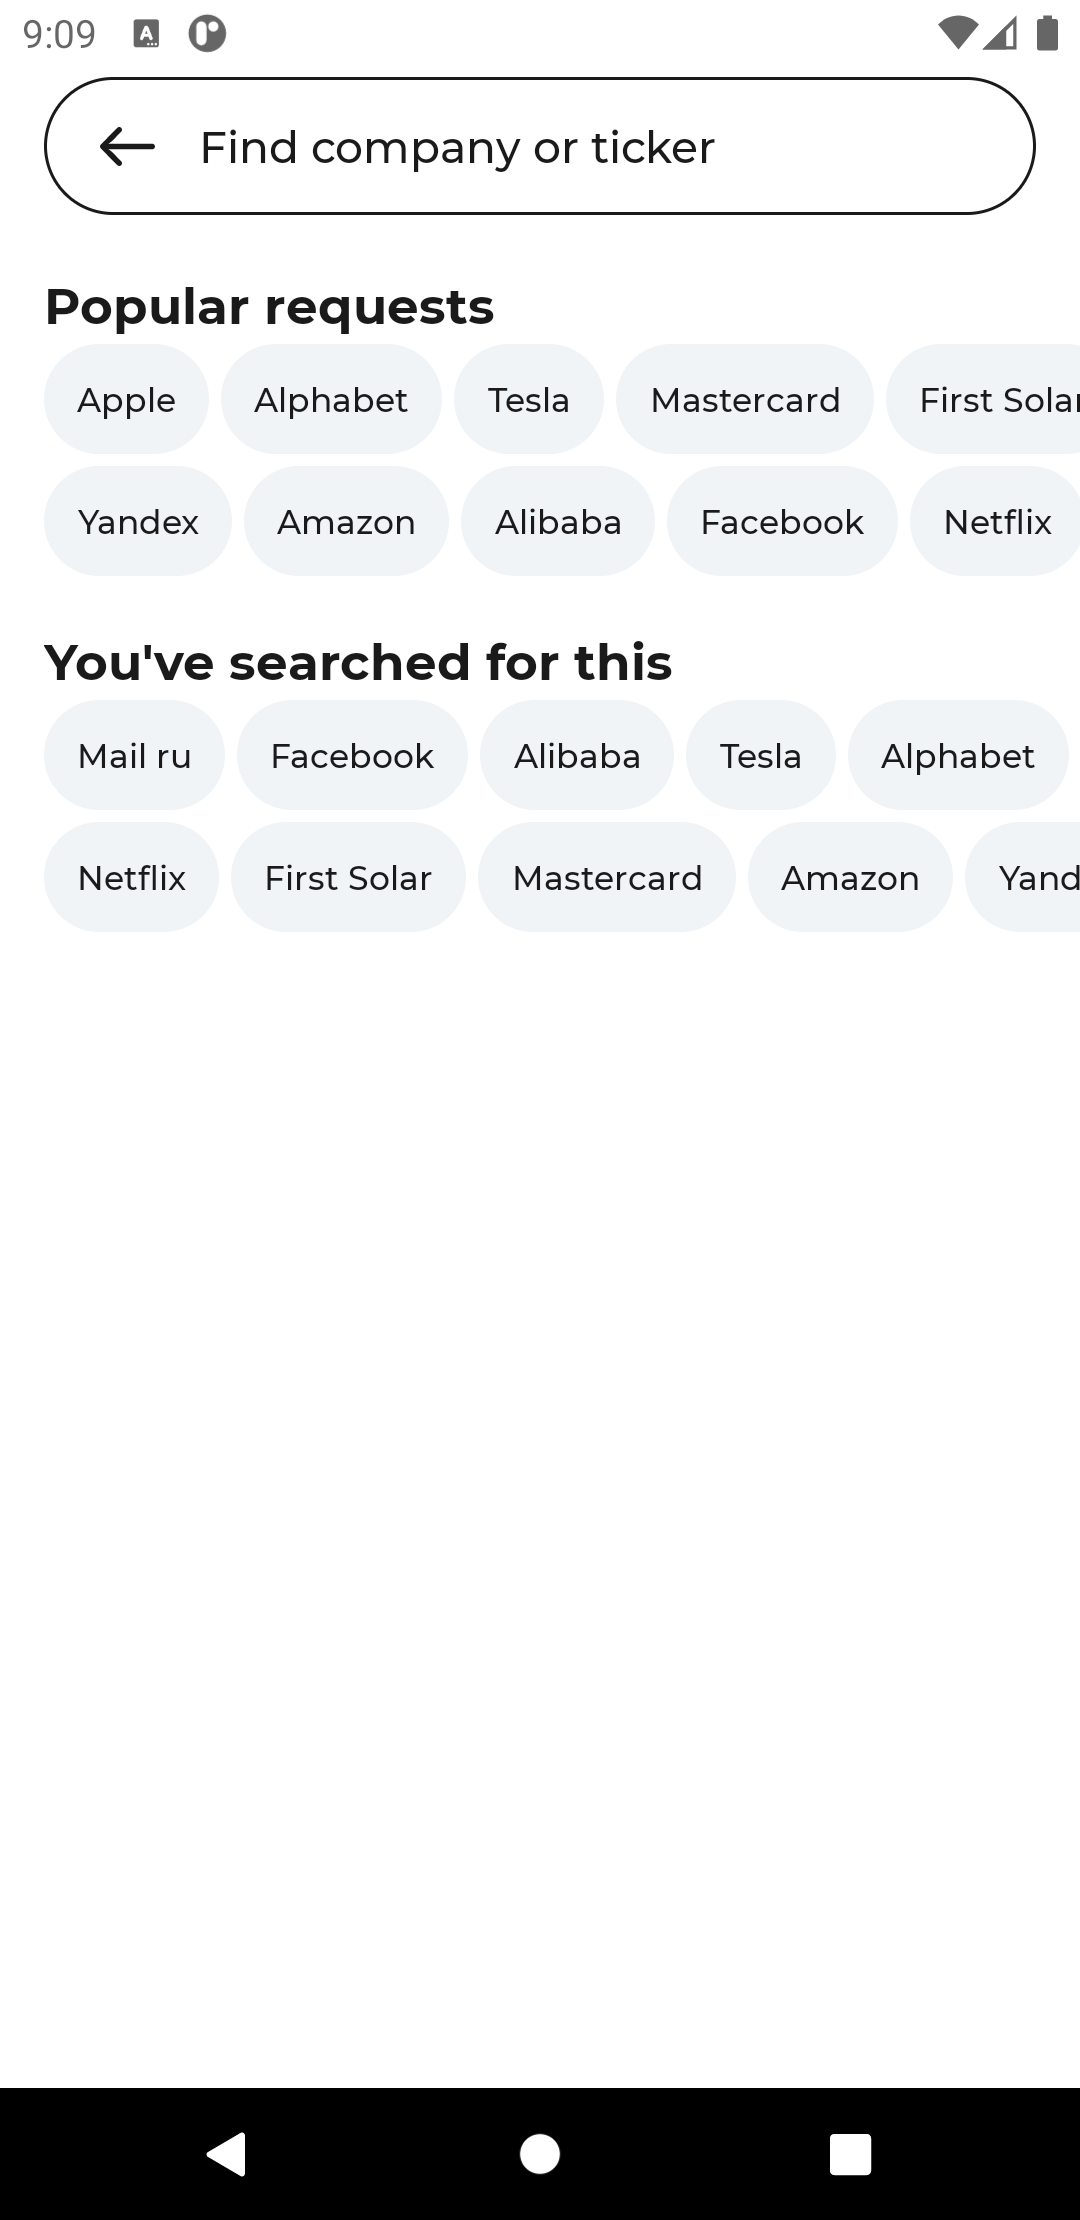 9:09
Find company or ticker
Popular requests
Apple Alphabet Tesla Mastercard First Solar
Yandex Amazon Alibaba Facebook Netflix
You've searched for this
Mail ru Facebook Alibaba Tesla Alphabet
Netflix First Solar Mastercard Amazon Yand